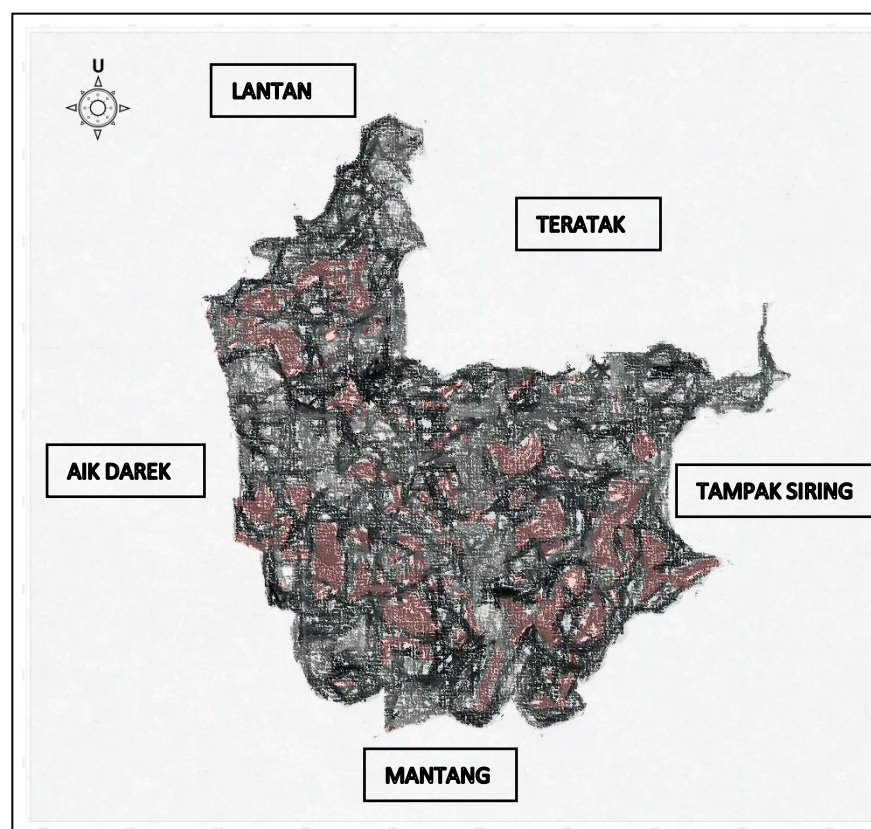 U
LANTAN
TERATAK
AIK DAREK
TAMPAK SIRING
MANTANG